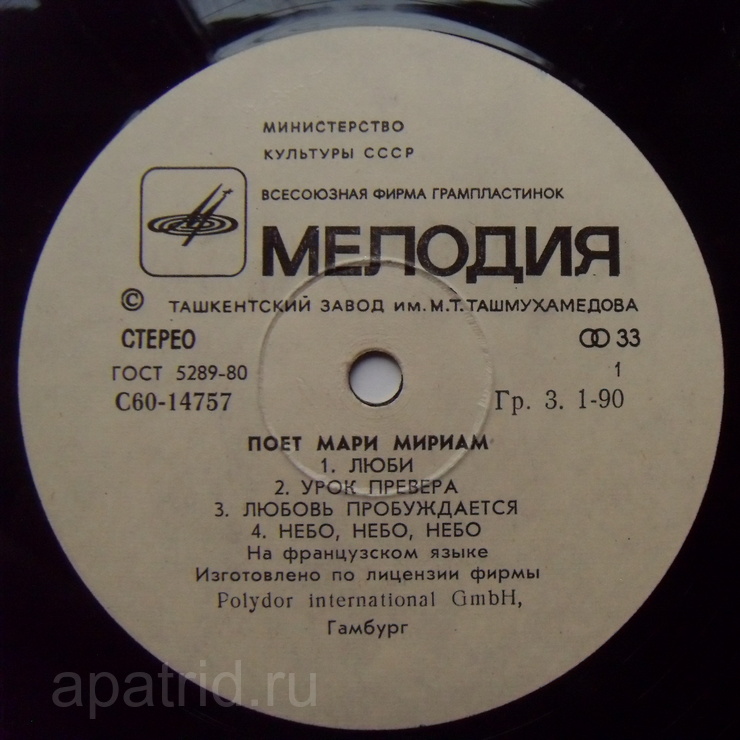 МИНИСТЕРСТВО
КУЛЬТУРЫ СССР
ВСЕСОЮЗНАЯ ФИРМА ГРАМПЛАСТИНОК
МЕЛОДИЯ
© ТАШКЕНТСКИЙ ЗАВОД ИМ. М.Т. ТАШМУХАМЕДОВА
СТЕРЕО 33
ГОСТ 5289-80 1
С60-14757 Гр. 3. 1-90
ПОЕТ МАРИ МИРИАМ
1. ЛЮБИ
2. УРОК ПРЕВЕРА
3. ЛЮБОВЬ ПРОБУЖДАЕТСЯ
4. НЕБО, НЕБО, НЕБО
На французском языке
Изготовлено по лицензии фирмы
Polydor international GmbH,
Гамбург
apatrid.ru